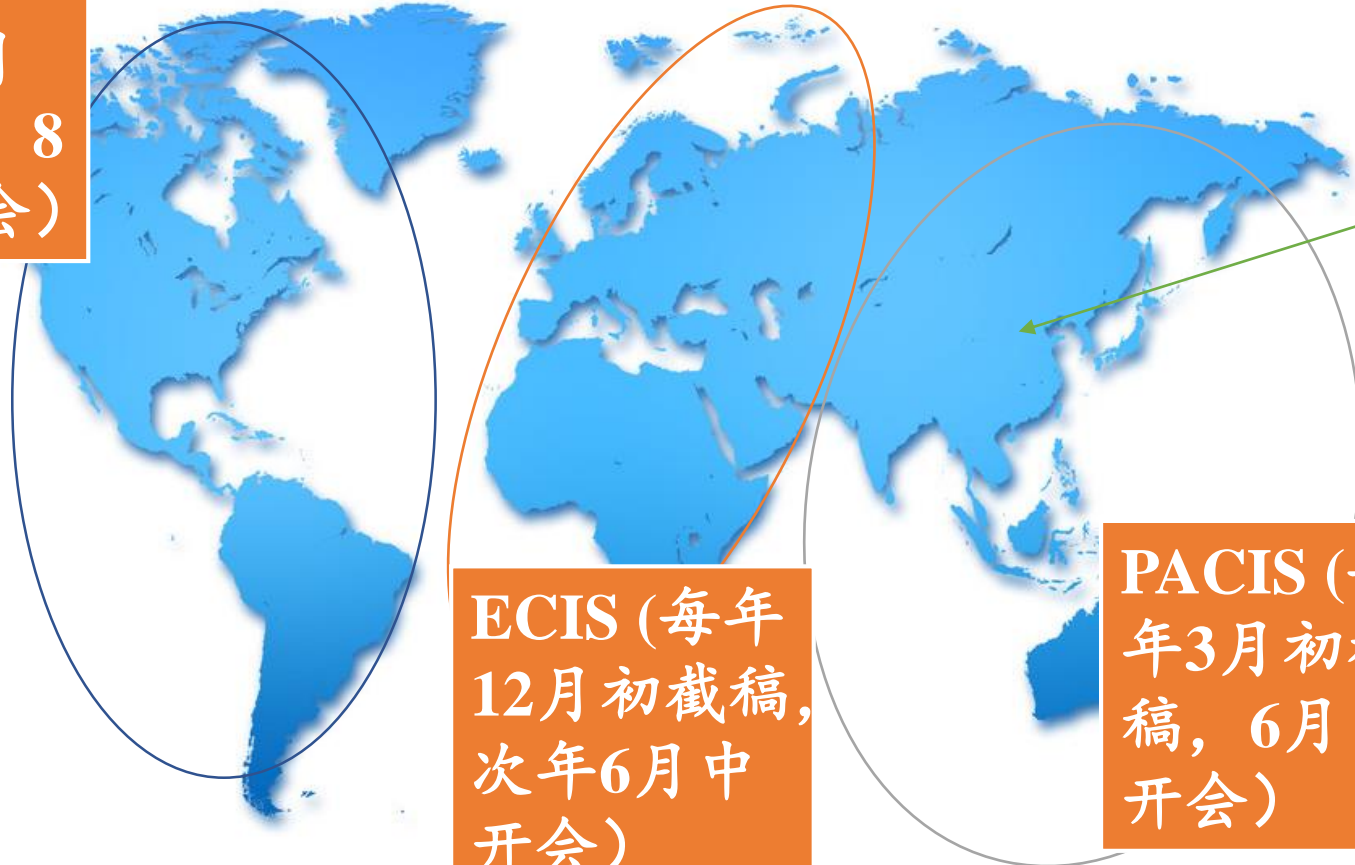 月
8
会）
ECIS (每年
12月初截稿,
次年6月中
开会）
PACIS (
年3月初
稿，6月
开会）